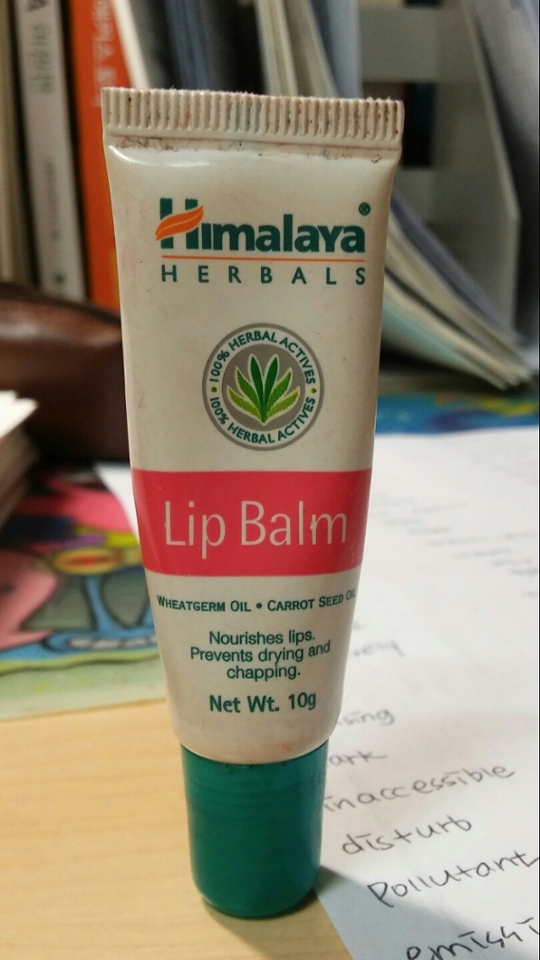 Himalaya®
HERBALS
100% HERBAL ACTIVES
100% HERBAL ACTIVES
Lip Balm
WHEATGERM OIL • CARROT SEED OIL
Nourishes lips.
Prevents drying and
chapping.
Net Wt. 10g
inaccessible
disturb
Pollutant